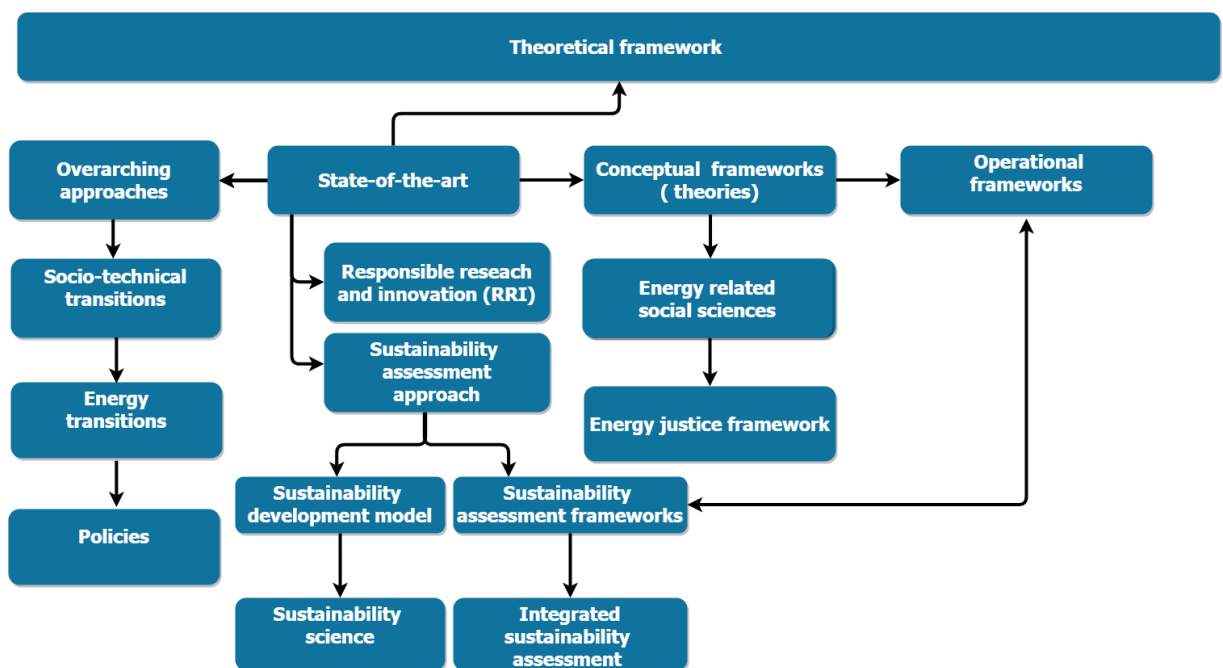 Theoretical framework
Overarching
approaches
State-of-the-art
Conceptual frameworks
( theories)
Operational
frameworks
Socio-technical
transitions
Responsible reseach
and innovation (RRI)
Energy related
social sciences
Sustainability
assessment
approach
Energy
transitions
Energy justice framework
Sustainability
development model
Sustainability
assessment frameworks
Policies
Sustainability
science
Integrated
sustainability
assessment